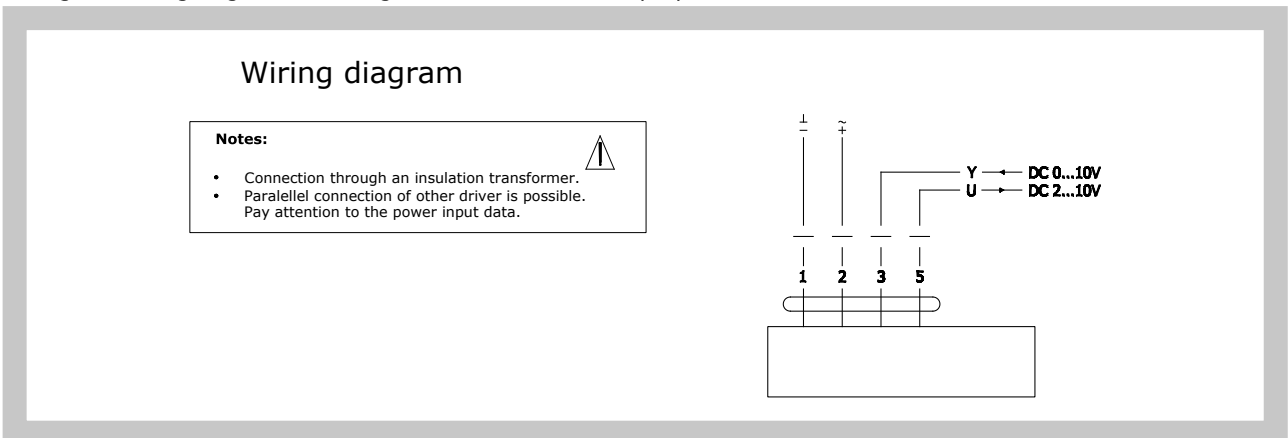 Wiring diagram
Notes:
• Connection through an insulation transformer.
• Paralellel connection of other driver is possible.
Pay attention to the power input data.
⊥ ~
− +
Y DC 0...10V
U DC 2...10V
1 2 3 5